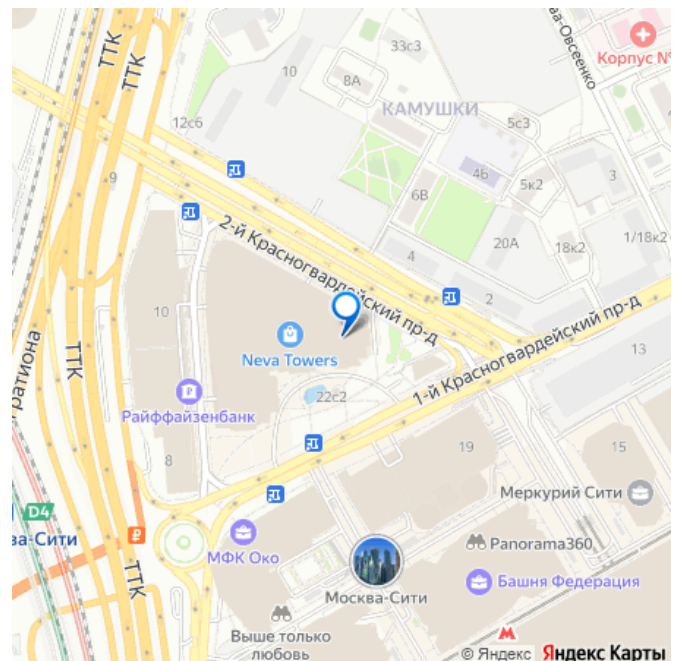 ТТК
ТТК
33с3
ва-Овсеенко
Корпус №
10
8А
КАМУШКИ
12с6
5с3
4б
5к2
3
9
6В
2-й Красногвардейский пр-д
20А
18к2
1/18к2
4
2
10
1-й Красногвардейский пр-д
Neva Towers
13
ТТК
гратиона
22с2
Райффайзенбанк
8
19
15
Меркурий Сити
D4
ва-Сити
МФК Око
Panorama360
Башня Федерация
ТТК
Москва-Сити
Выше только
любовь
© Яндекс Яндекс Карты